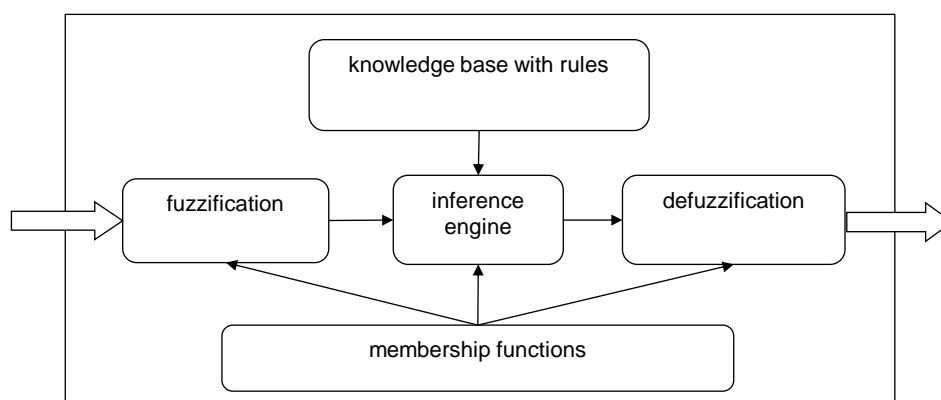 knowledge base with rules
fuzzification
inference
engine
defuzzification
membership functions